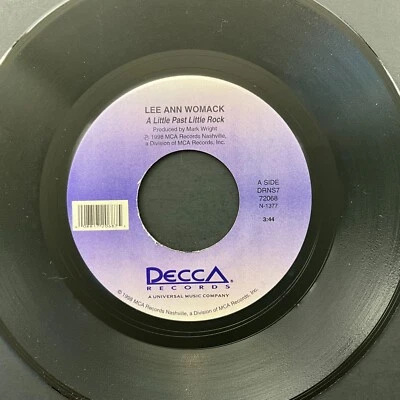 LEE ANN WOMACK
A Little Past Little Rock
Produced by Mark Wright
℗ 1998 MCA Records Nashville,
a Division of MCA Records, Inc.
A SIDE
DRNS7
72068
N-1377
3:44
DECCA
RECORDS
A UNIVERSAL MUSIC COMPANY
© 1998 MCA Records Nashville, a Division of MCA Records, Inc.